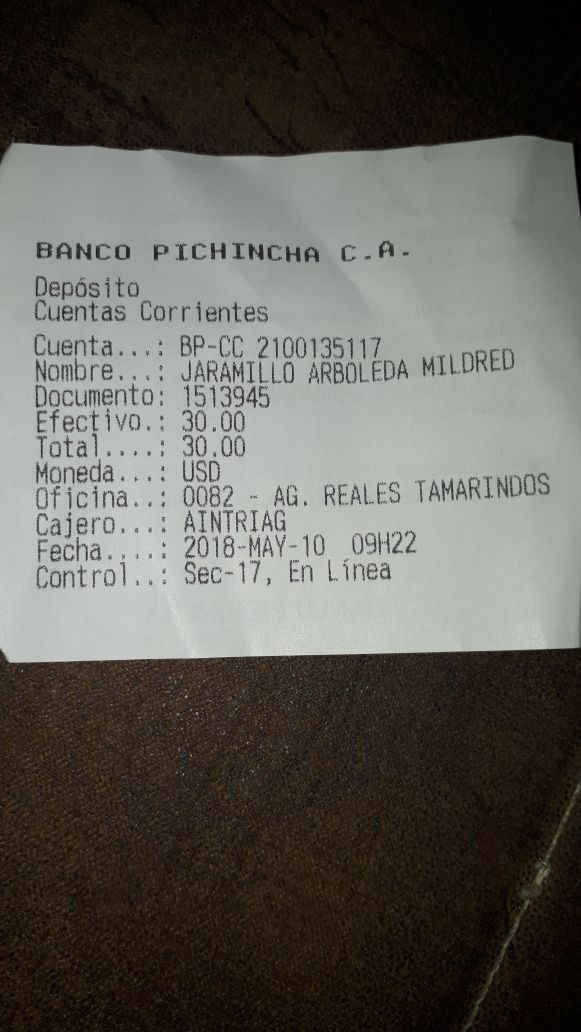 BANCO PICHINCHA C.A.
Depósito
Cuentas Corrientes
Cuenta...: BP-CC 2100135117
Nombre...: JARAMILLO ARBOLEDA MILDRED
Documento: 1513945
Efectivo.: 30.00
Total....: 30.00
Moneda...: USD
Oficina..: 0082 - AG. REALES TAMARINDOS
Cajero...: AINTRIAG
Fecha....: 2018-MAY-10 09H22
Control..: Sec-17, En Línea